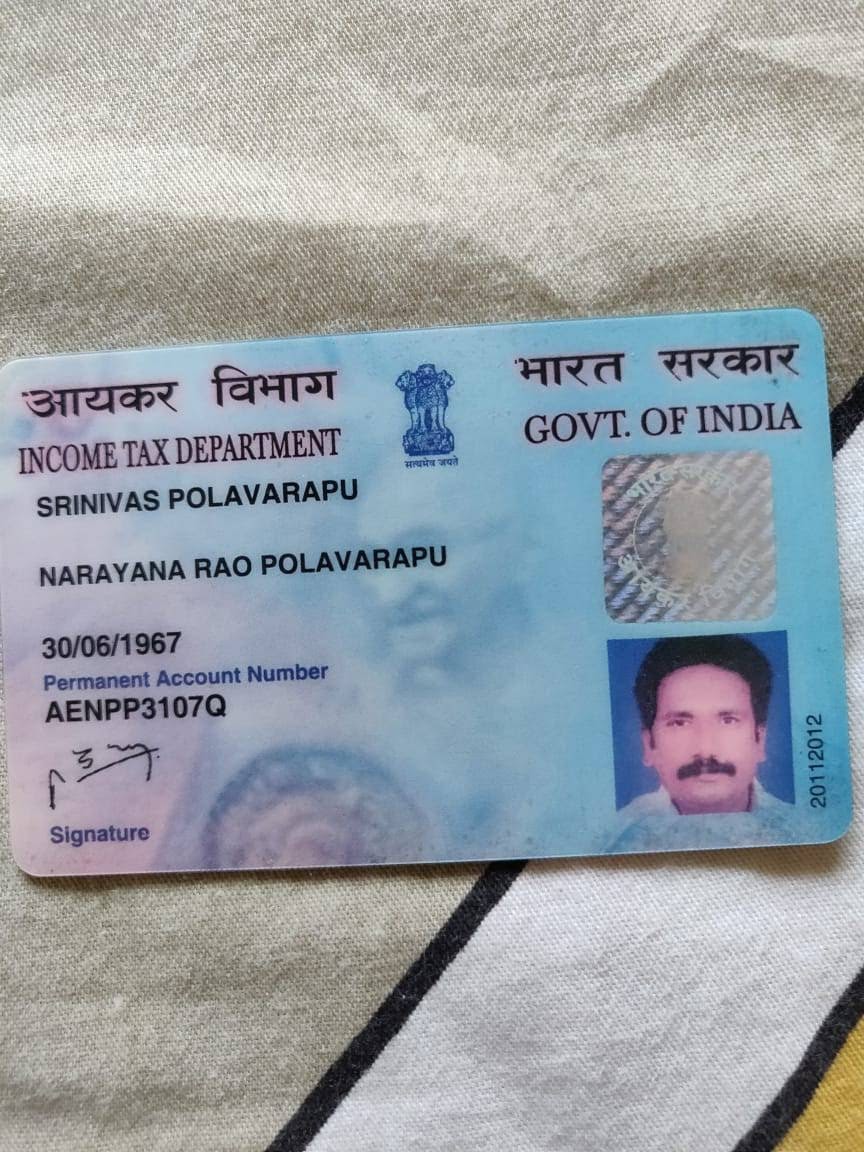 आयकर विभाग
INCOME TAX DEPARTMENT
भारत सरकार
GOVT. OF INDIA
सत्यमेव जयते
SRINIVAS POLAVARAPU
NARAYANA RAO POLAVARAPU
30/06/1967
Permanent Account Number
AENPP3107Q
Signature
20112012